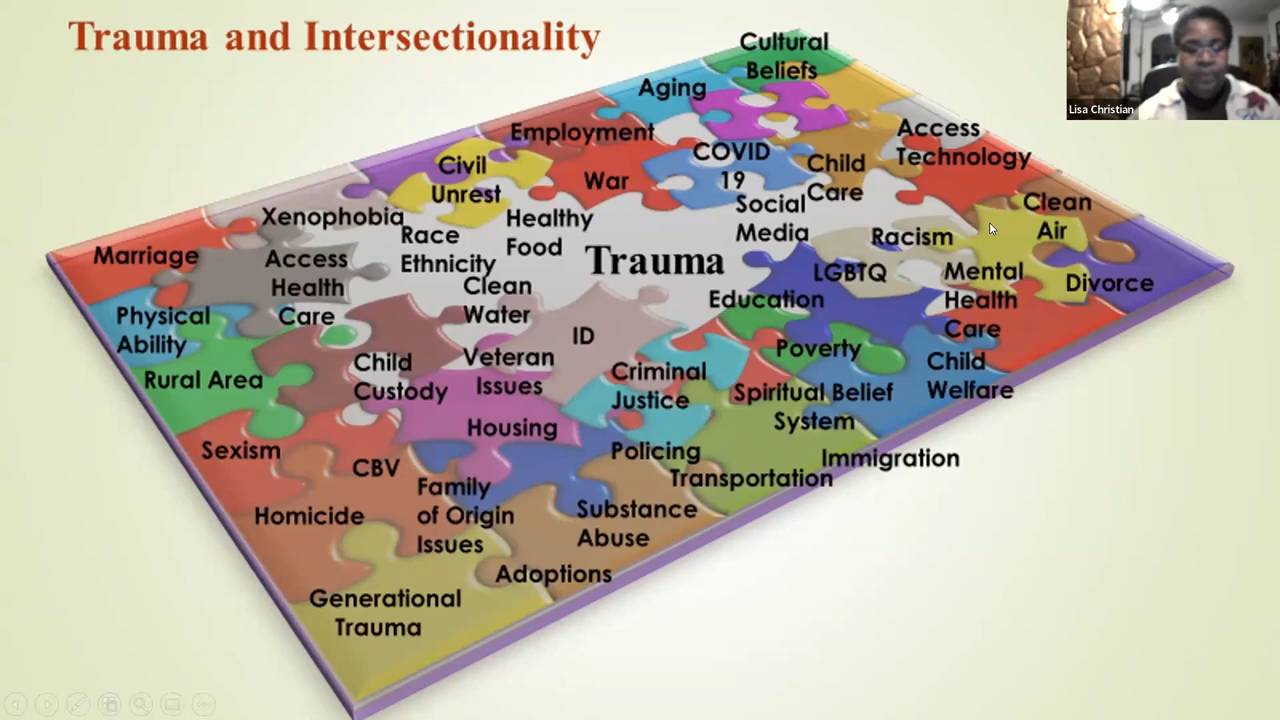 Trauma and Intersectionality
Lisa Christian
Cultural
Beliefs
Aging
Employment
COVID
19
Child
Care
Access
Technology
Civil
Unrest
War
Social
Media
Clean
Air
Xenophobia
Race
Ethnicity
Healthy
Food
Trauma
Racism
LGBTQ
Mental
Health
Care
Divorce
Marriage
Access
Health
Care
Clean
Water
Education
Physical
Ability
ID
Poverty
Child
Welfare
Rural Area
Child
Custody
Veteran
Issues
Criminal
Justice
Spiritual Belief
System
Housing
Sexism
CBV
Policing
Transportation
Immigration
Homicide
Family
of Origin
Issues
Substance
Abuse
Adoptions
Generational
Trauma